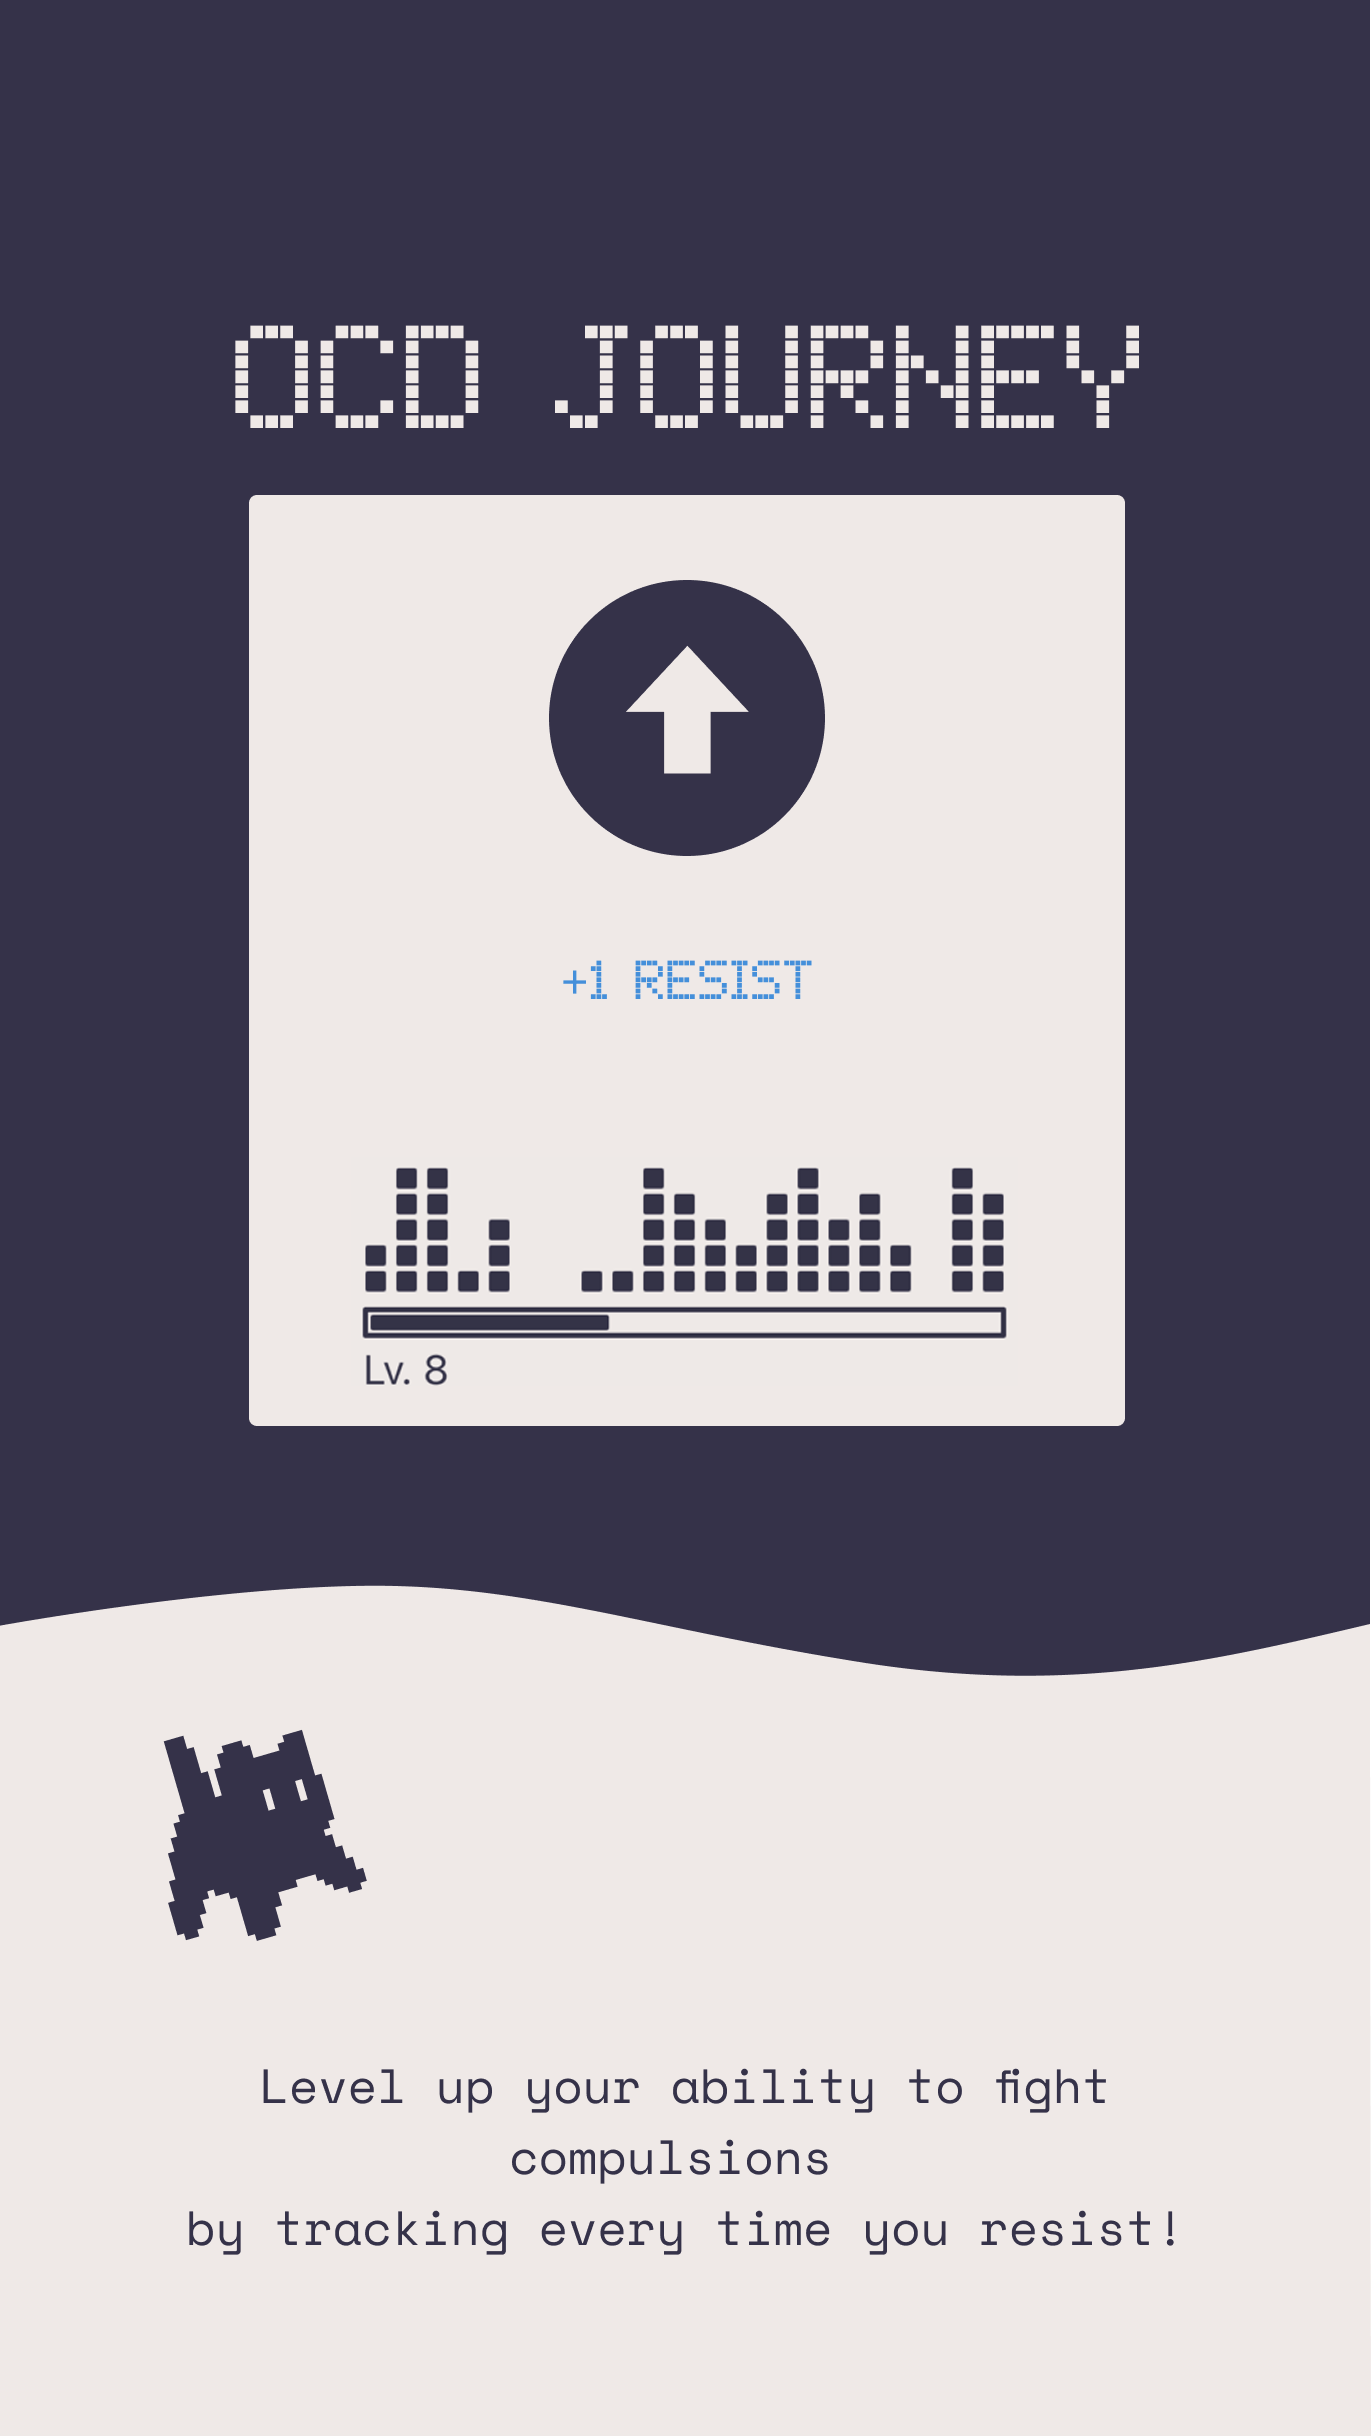 OCD JOURNEY
+1 RESIST
Lv. 8
Level up your ability to fight
compulsions
by tracking every time you resist!